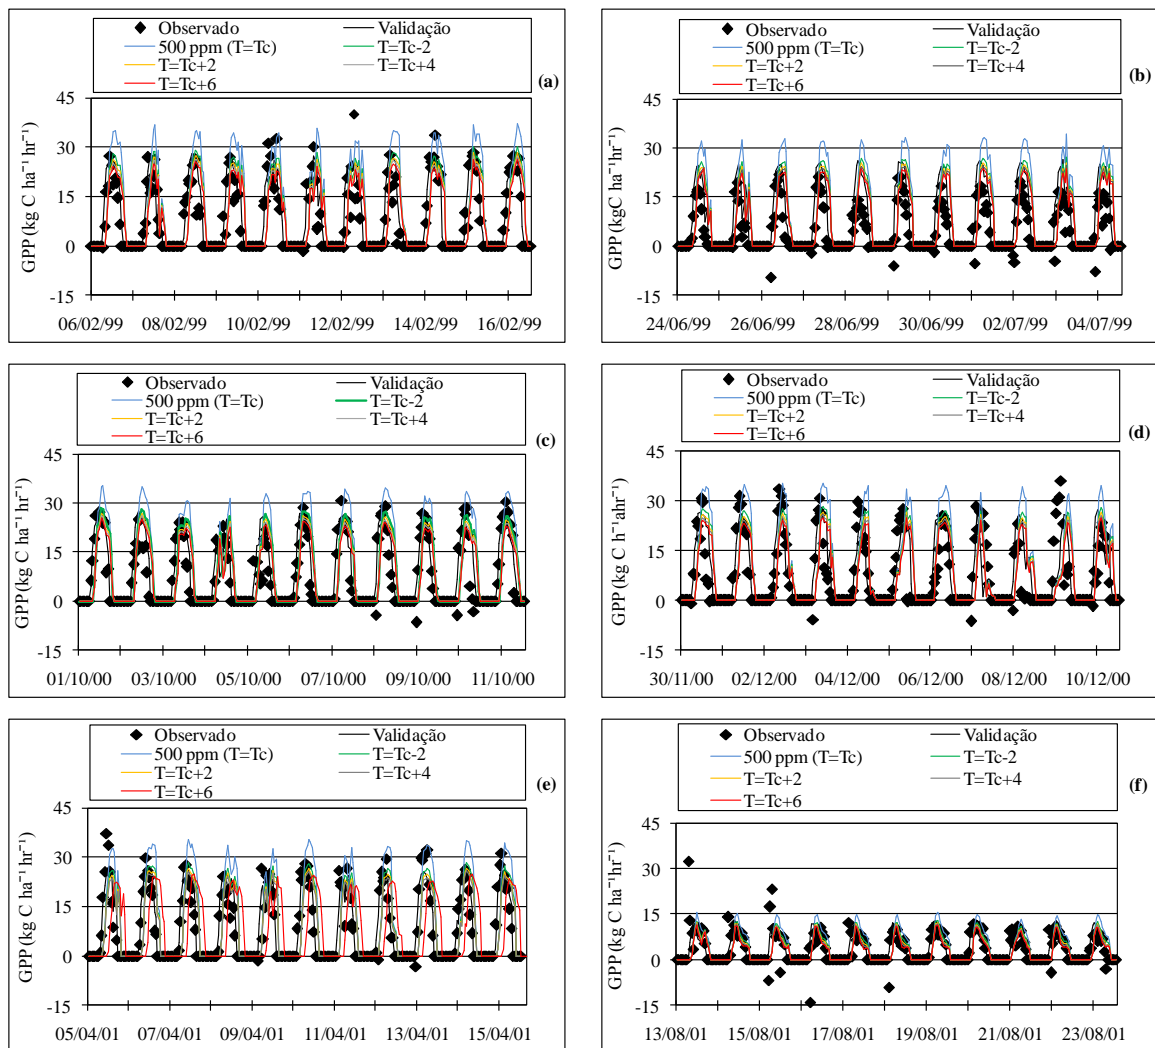 Observado Validação
500 ppm (T=Tc) T=Tc-2
T=Tc+2 T=Tc+4
T=Tc+6
(a)
GPP (kg C ha⁻¹ hr⁻¹)
45
30
15
0
-15
06/02/99 08/02/99 10/02/99 12/02/99 14/02/99 16/02/99
Observado Validação
500 ppm (T=Tc) T=Tc-2
T=Tc+2 T=Tc+4
T=Tc+6
(b)
GPP (kgC ha⁻¹hr⁻¹)
45
30
15
0
-15
24/06/99 26/06/99 28/06/99 30/06/99 02/07/99 04/07/99
Observado Validação
500 ppm (T=Tc) T=Tc-2
T=Tc+2 T=Tc+4
T=Tc+6
(c)
GPP (kg C ha⁻¹ hr⁻¹)
45
30
15
0
-15
01/10/00 03/10/00 05/10/00 07/10/00 09/10/00 11/10/00
Observado Validação
500 ppm (T=Tc) T=Tc-2
T=Tc+2 T=Tc+4
T=Tc+6
(d)
GPP (kg C h⁻¹ahr⁻¹)
45
30
15
0
-15
30/11/00 02/12/00 04/12/00 06/12/00 08/12/00 10/12/00
Observado Validação
500 ppm (T=Tc) T=Tc-2
T=Tc+2 T=Tc+4
T=Tc+6
(e)
GPP (kg C ha⁻¹ hr⁻¹)
45
30
15
0
-15
05/04/01 07/04/01 09/04/01 11/04/01 13/04/01 15/04/01
Observado Validação
500 ppm (T=Tc) T=Tc-2
T=Tc+2 T=Tc+4
T=Tc+6
(f)
GPP (kg C ha⁻¹hr⁻¹)
45
30
15
0
-15
13/08/01 15/08/01 17/08/01 19/08/01 21/08/01 23/08/01